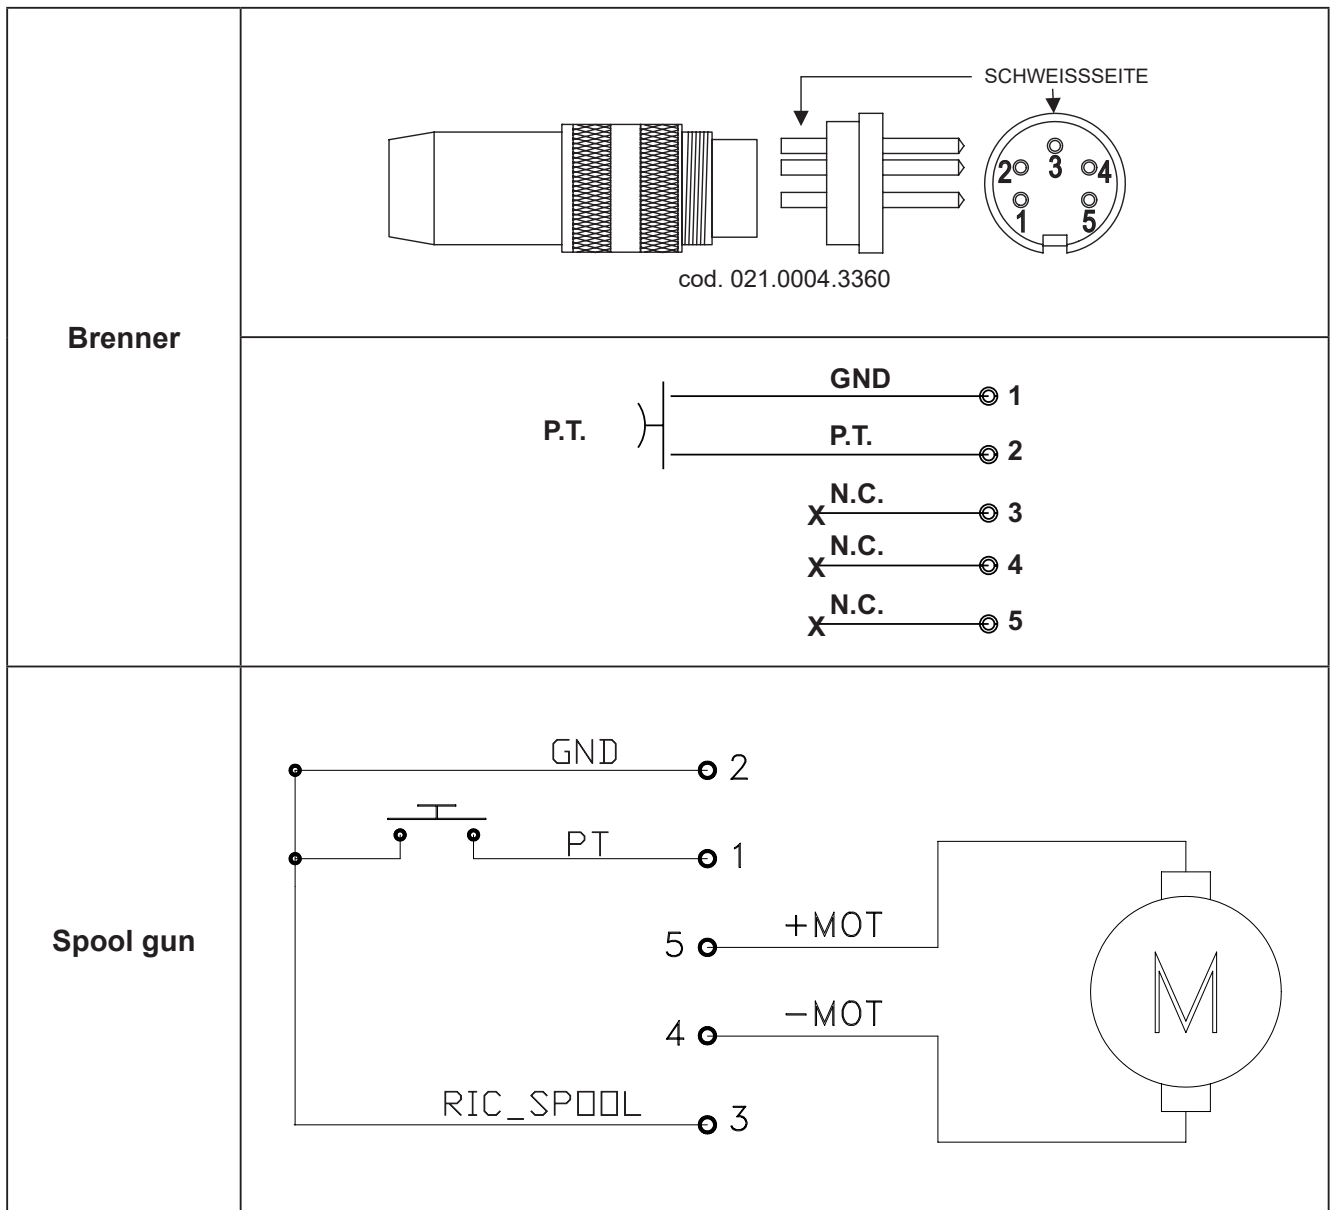 Brenner
SCHWEISSSEITE
2 3 4
1 5
cod. 021.0004.3360
GND 1
P.T. P.T. 2
N.C. X 3
N.C. X 4
N.C. X 5
Spool gun
GND 2
PT 1
5 +MOT
M
4 -MOT
RIC_SPOOL 3